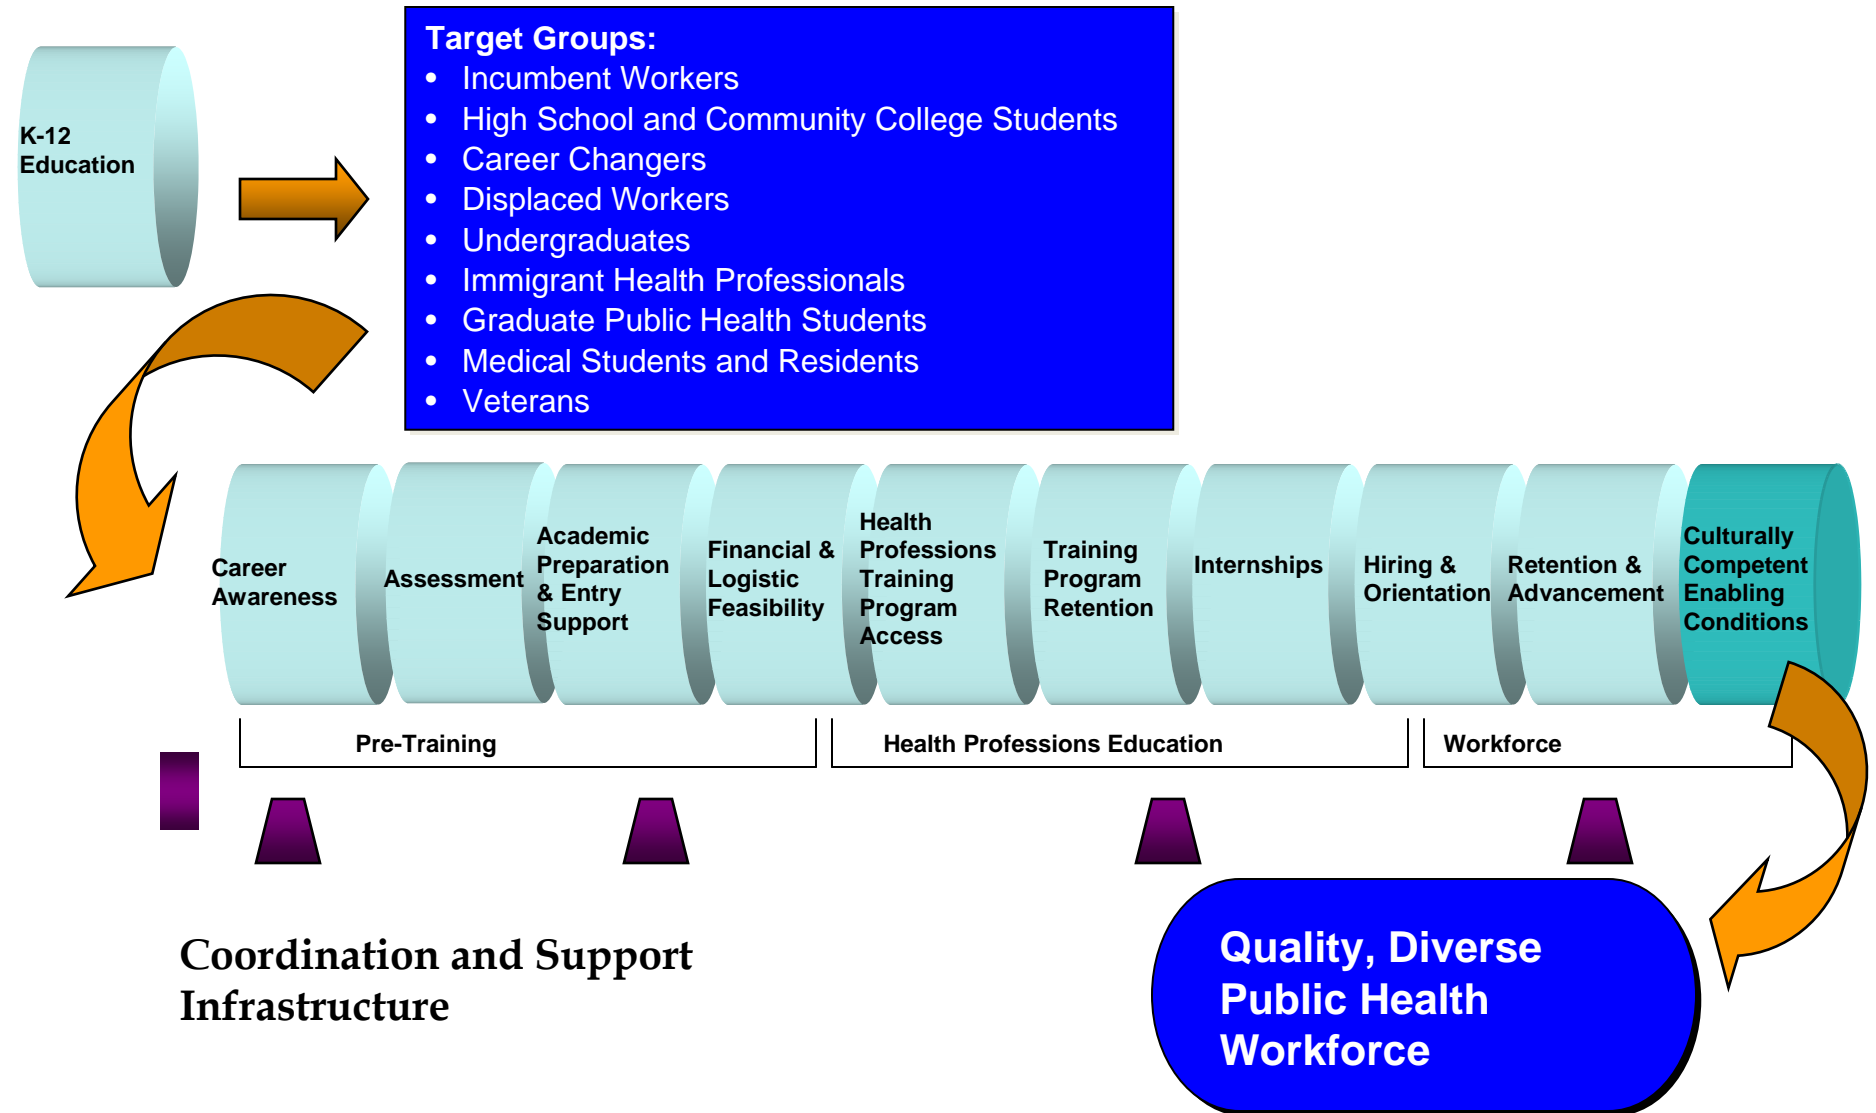 K-12
Education
Target Groups:
• Incumbent Workers
• High School and Community College Students
• Career Changers
• Displaced Workers
• Undergraduates
• Immigrant Health Professionals
• Graduate Public Health Students
• Medical Students and Residents
• Veterans
Career
Awareness
Assessment
Academic
Preparation
& Entry
Support
Financial &
Logistic
Feasibility
Health
Professions
Training
Program
Access
Training
Program
Retention
Internships
Hiring &
Orientation
Retention &
Advancement
Culturally
Competent
Enabling
Conditions
Pre-Training
Health Professions Education
Workforce
Coordination and Support
Infrastructure
Quality, Diverse
Public Health
Workforce